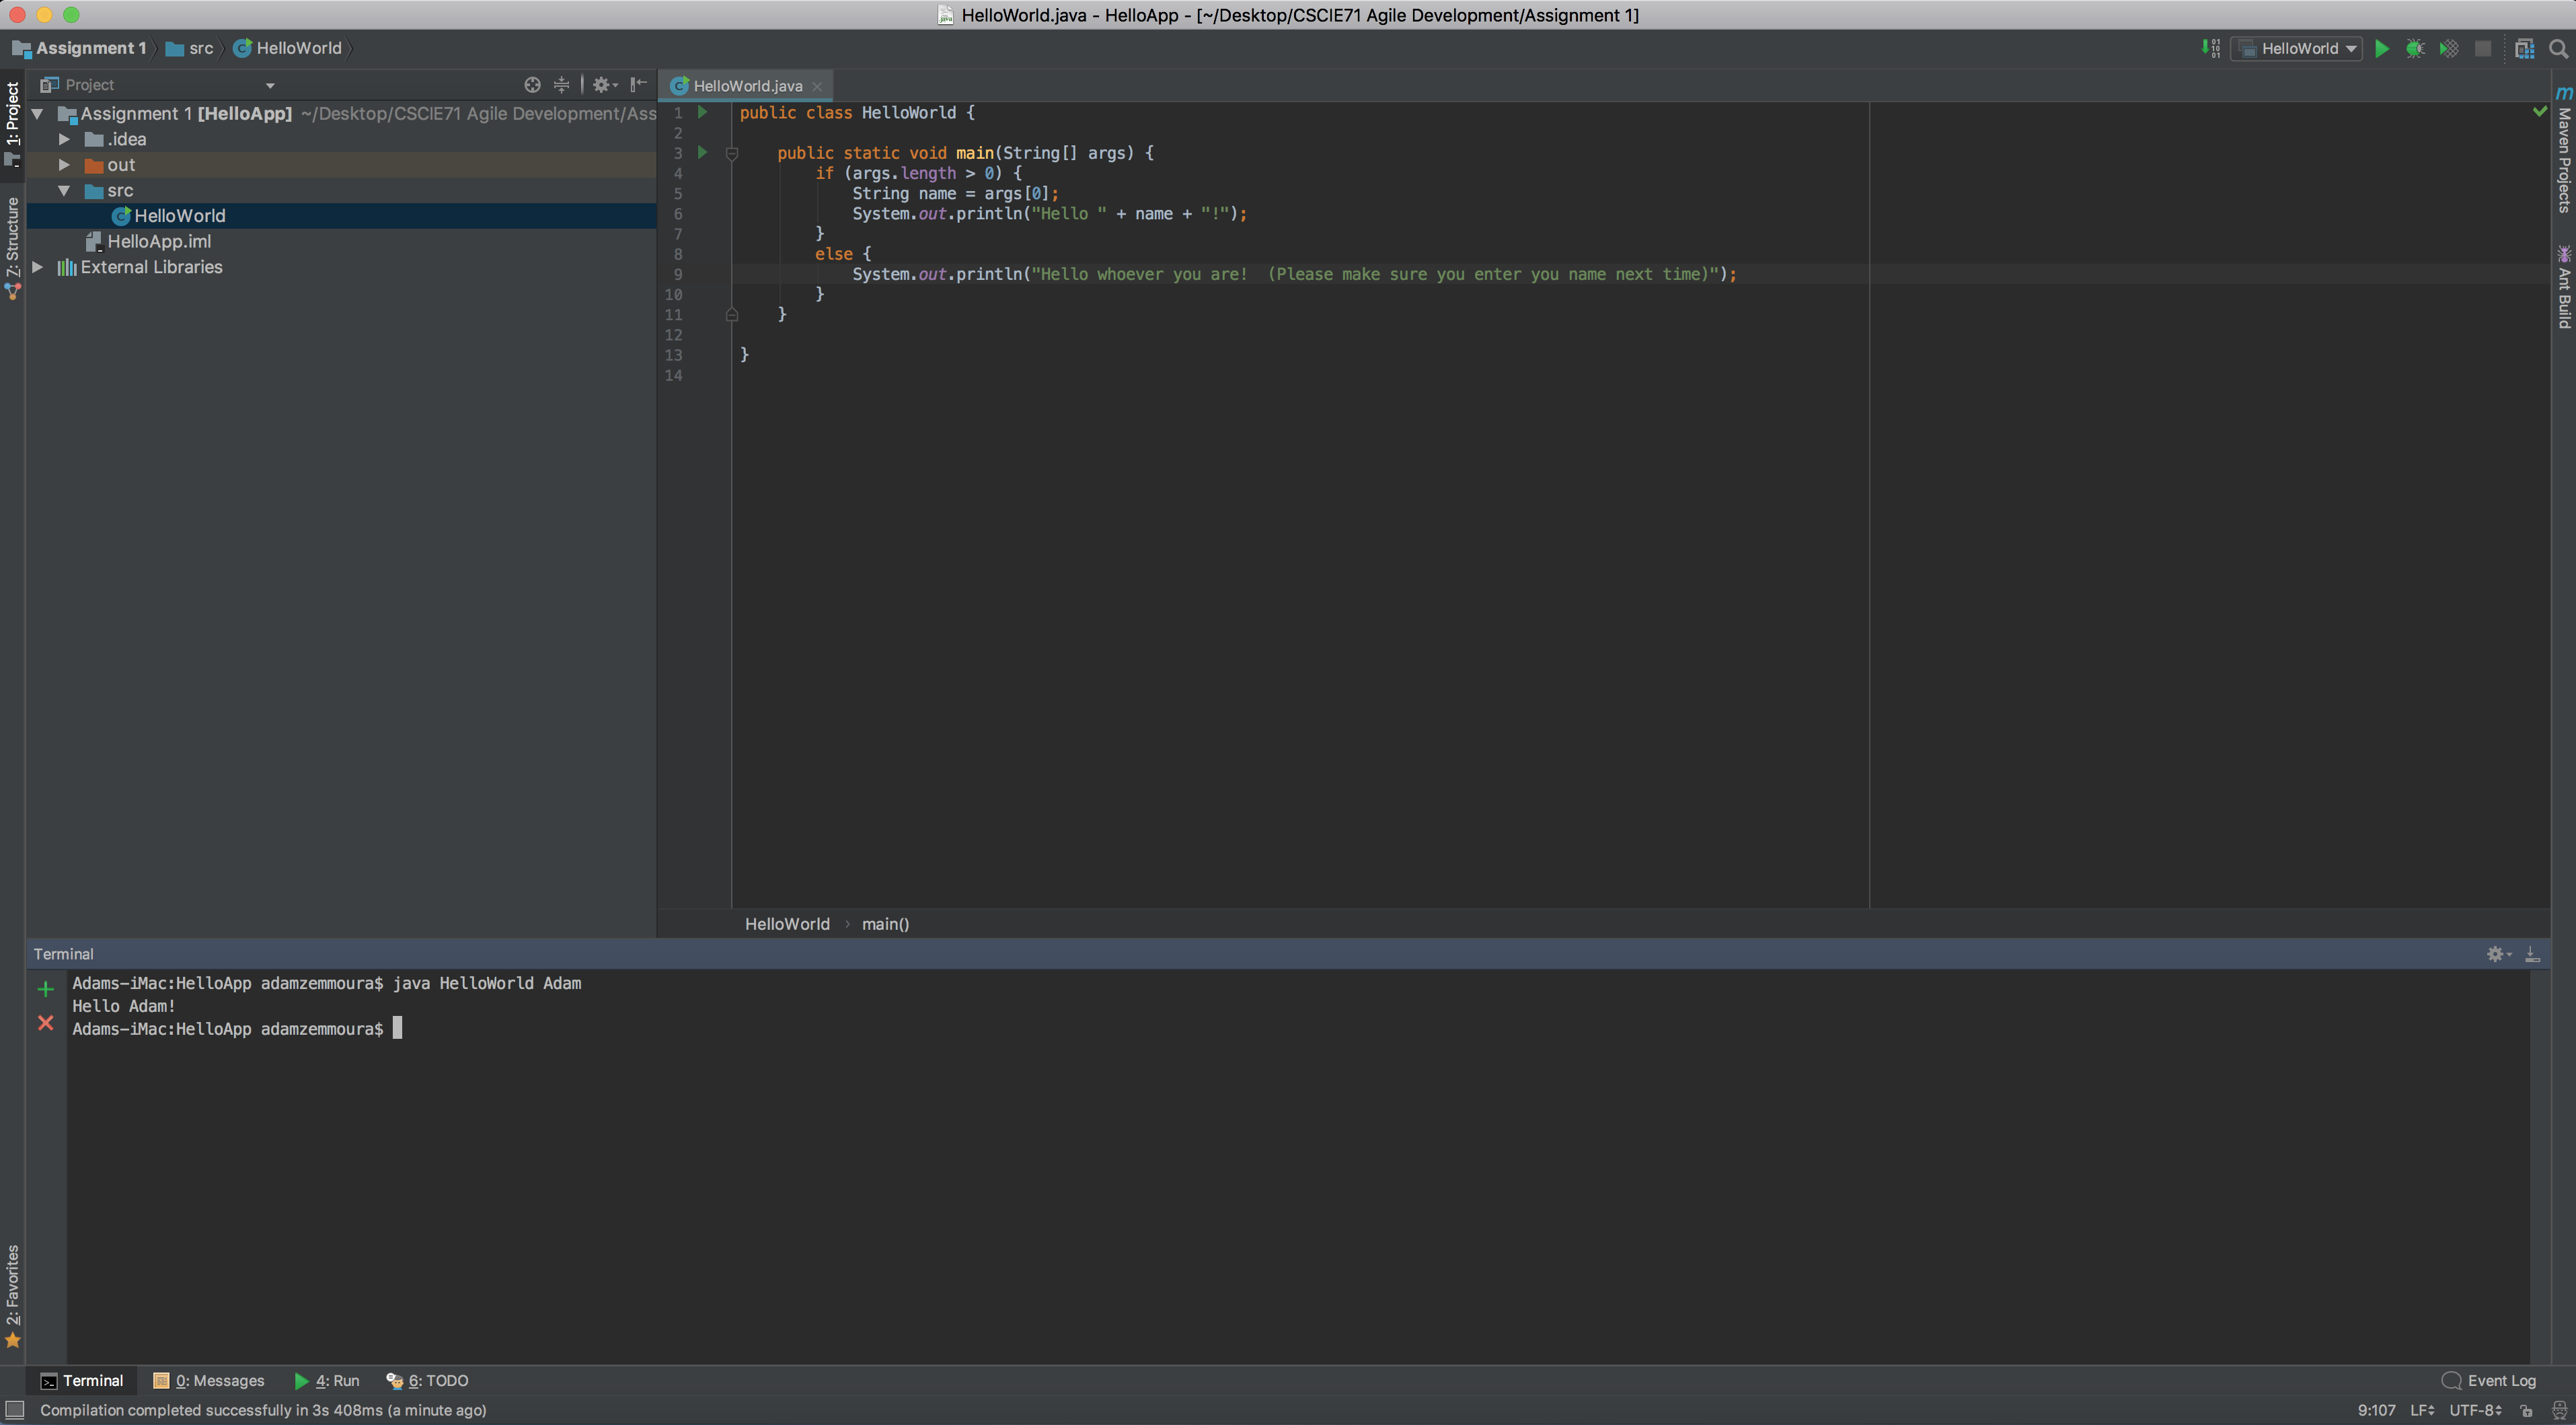 HelloWorld.java - HelloApp - [~/Desktop/CSCIE71 Agile Development/Assignment 1]
Assignment 1 src HelloWorld
HelloWorld
1: Project
7: Structure
2: Favorites
Project
Assignment 1 [HelloApp] ~/Desktop/CSCIE71 Agile Development/Ass
.idea
out
src
HelloWorld
HelloApp.iml
External Libraries
HelloWorld.java
1 public class HelloWorld {
2
3 public static void main(String[] args) {
4 if (args.length > 0) {
5 String name = args[0];
6 System.out.println("Hello " + name + "!");
7 }
8 else {
9 System.out.println("Hello whoever you are!  (Please make sure you enter you name next time)");
10 }
11 }
12
13 }
14
HelloWorld › main()
Maven Projects
Ant Build
Terminal
Adams-iMac:HelloApp adamzemmoura$ java HelloWorld Adam
Hello Adam!
Adams-iMac:HelloApp adamzemmoura$
Terminal 0: Messages 4: Run 6: TODO Event Log
Compilation completed successfully in 3s 408ms (a minute ago) 9:107 LF UTF-8